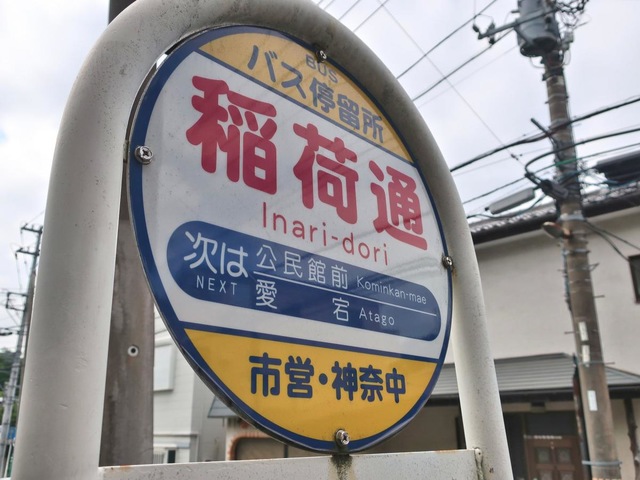 BUS
バス停留所
稲荷通
Inari-dori
次は NEXT
公民館前 Kominkan-mae
愛宕 Atago
市営・神奈中